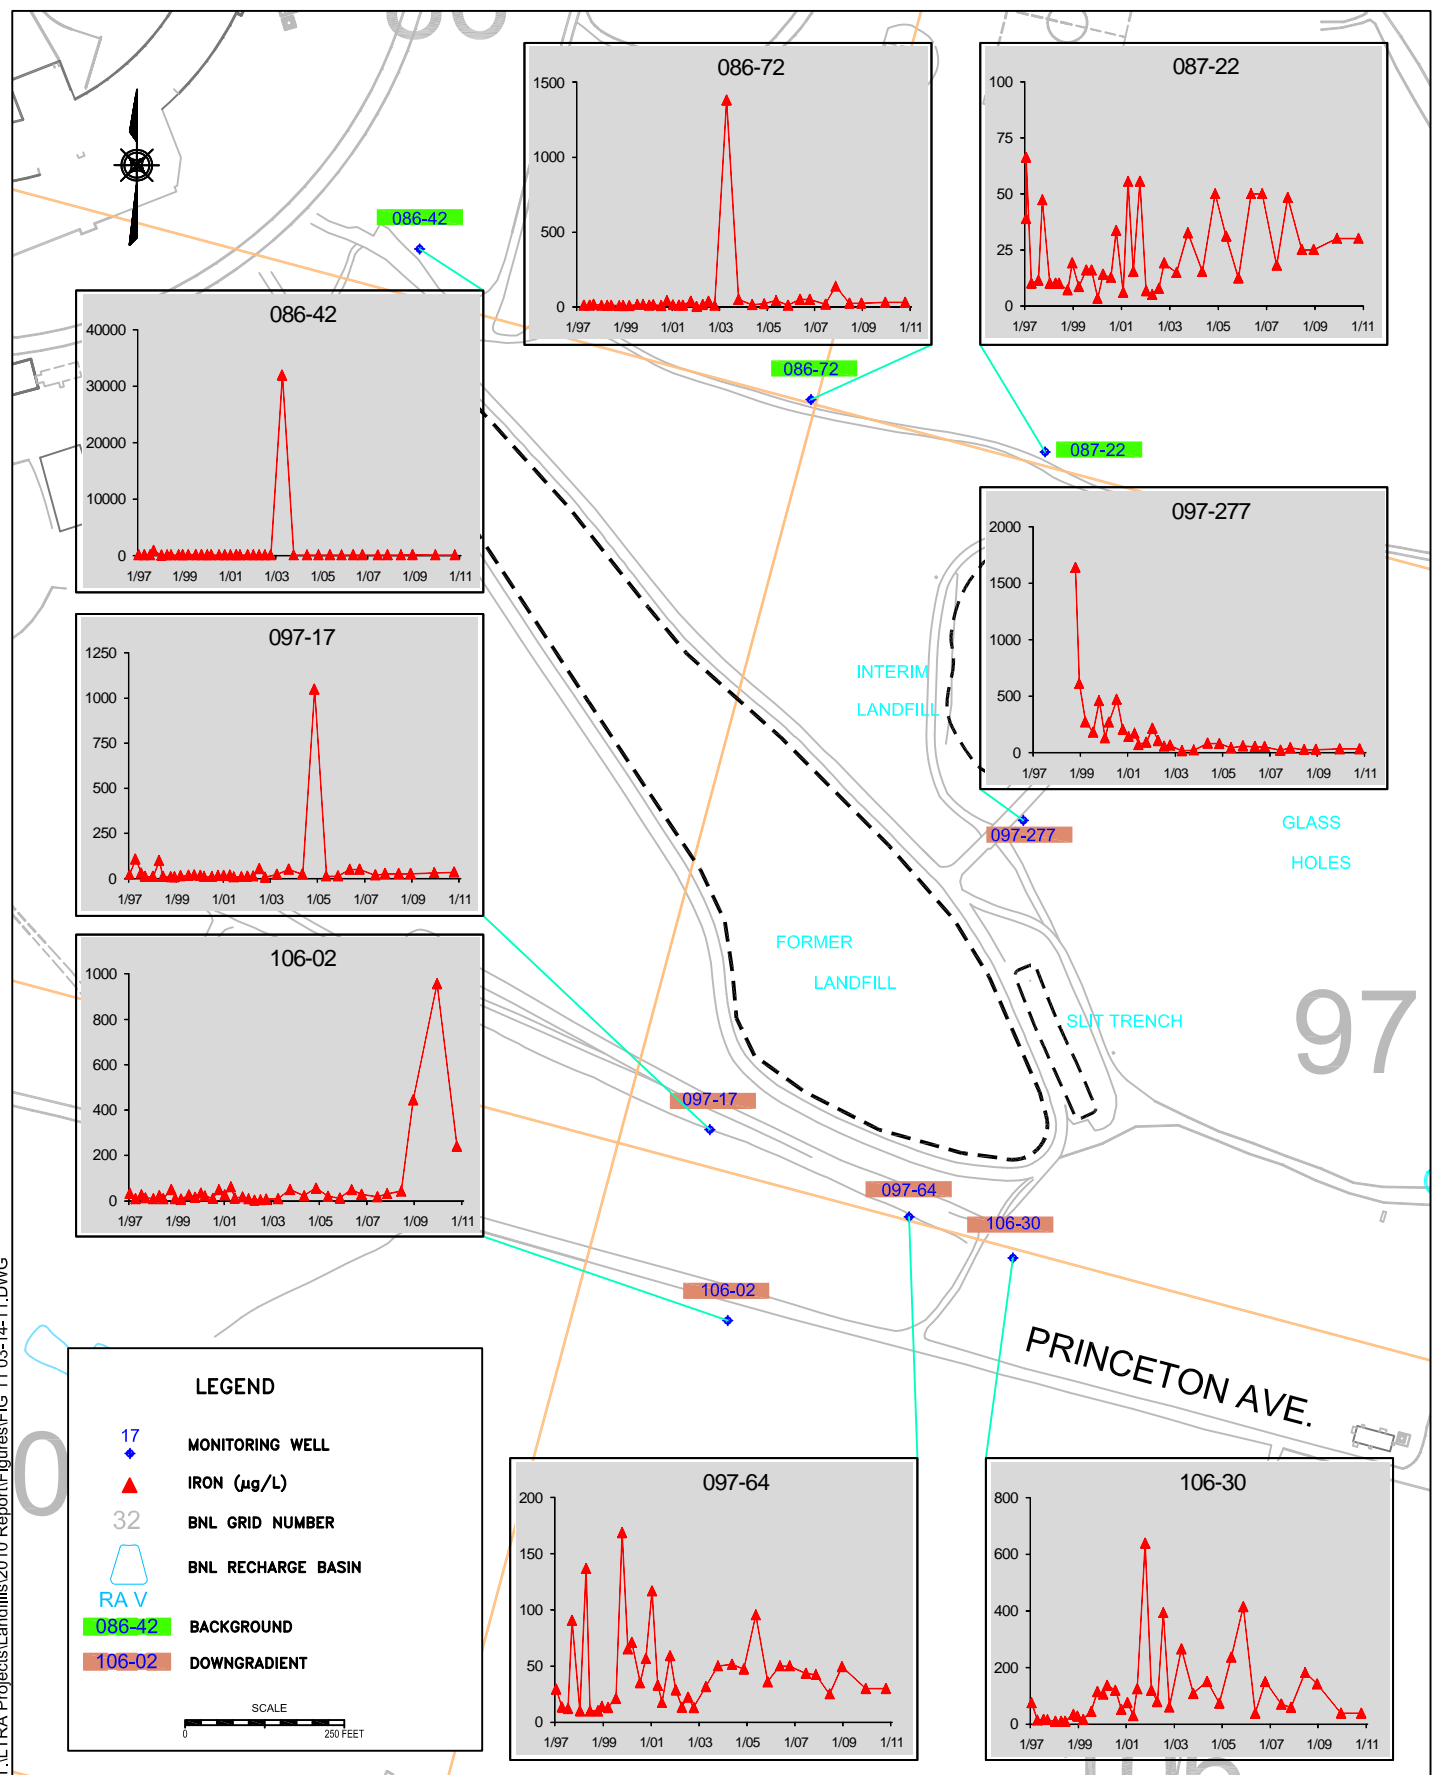 086-72
1500
1000
500
0
1/97 1/99 1/01 1/03 1/05 1/07 1/09 1/11
087-22
100
75
50
25
0
1/97 1/99 1/01 1/03 1/05 1/07 1/09 1/11
086-42
086-42
40000
30000
20000
10000
0
1/97 1/99 1/01 1/03 1/05 1/07 1/09 1/11
086-72
087-22
097-277
2000
1500
1000
500
0
1/97 1/99 1/01 1/03 1/05 1/07 1/09 1/11
097-17
1250
1000
750
500
250
0
1/97 1/99 1/01 1/03 1/05 1/07 1/09 1/11
INTERIM
LANDFILL
097-277
GLASS
HOLES
FORMER
LANDFILL
106-02
1000
800
600
400
200
0
1/97 1/99 1/01 1/03 1/05 1/07 1/09 1/11
SLIT TRENCH
97
097-17
097-64
106-30
106-02
PRINCETON AVE.
LEGEND
17
MONITORING WELL
IRON (µg/L)
32 BNL GRID NUMBER
BNL RECHARGE BASIN
RA V
086-42 BACKGROUND
106-02 DOWNGRADIENT
SCALE
0 250 FEET
097-64
200
150
100
50
0
1/97 1/99 1/01 1/03 1/05 1/07 1/09 1/11
106-30
800
600
400
200
0
1/97 1/99 1/01 1/03 1/05 1/07 1/09 1/11